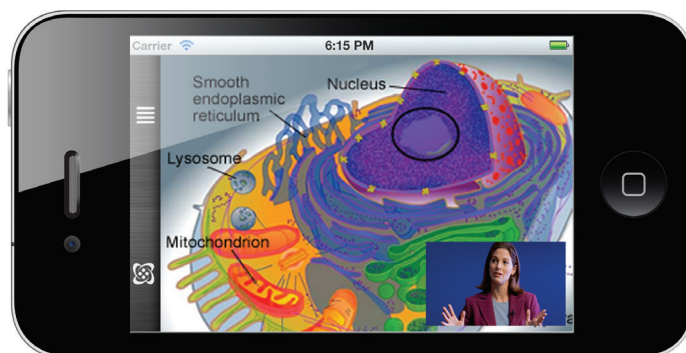 Carrier
6:15 PM
Smooth
endoplasmic
reticulum
Nucleus
Lysosome
Mitochondrion